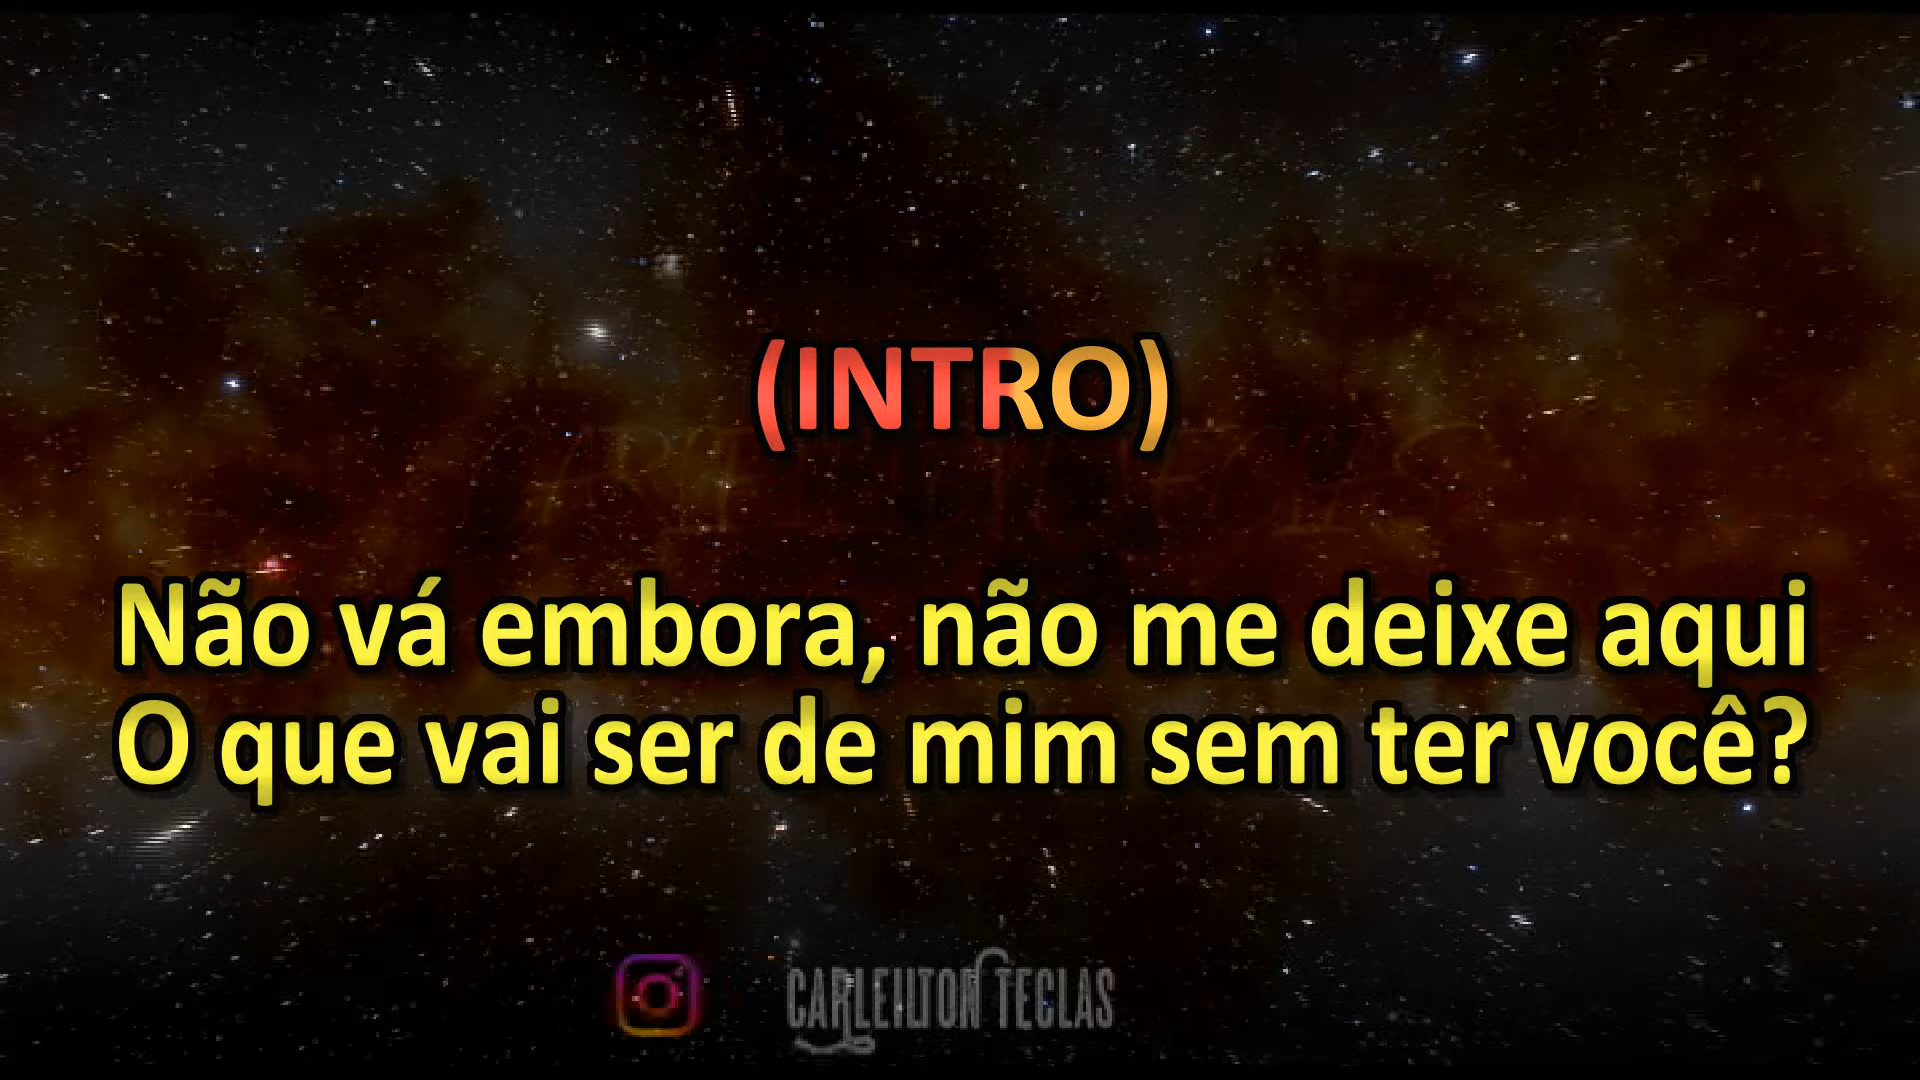 (INTRO)
Não vá embora, não me deixe aqui
O que vai ser de mim sem ter você?
CARLEILTON TECLAS